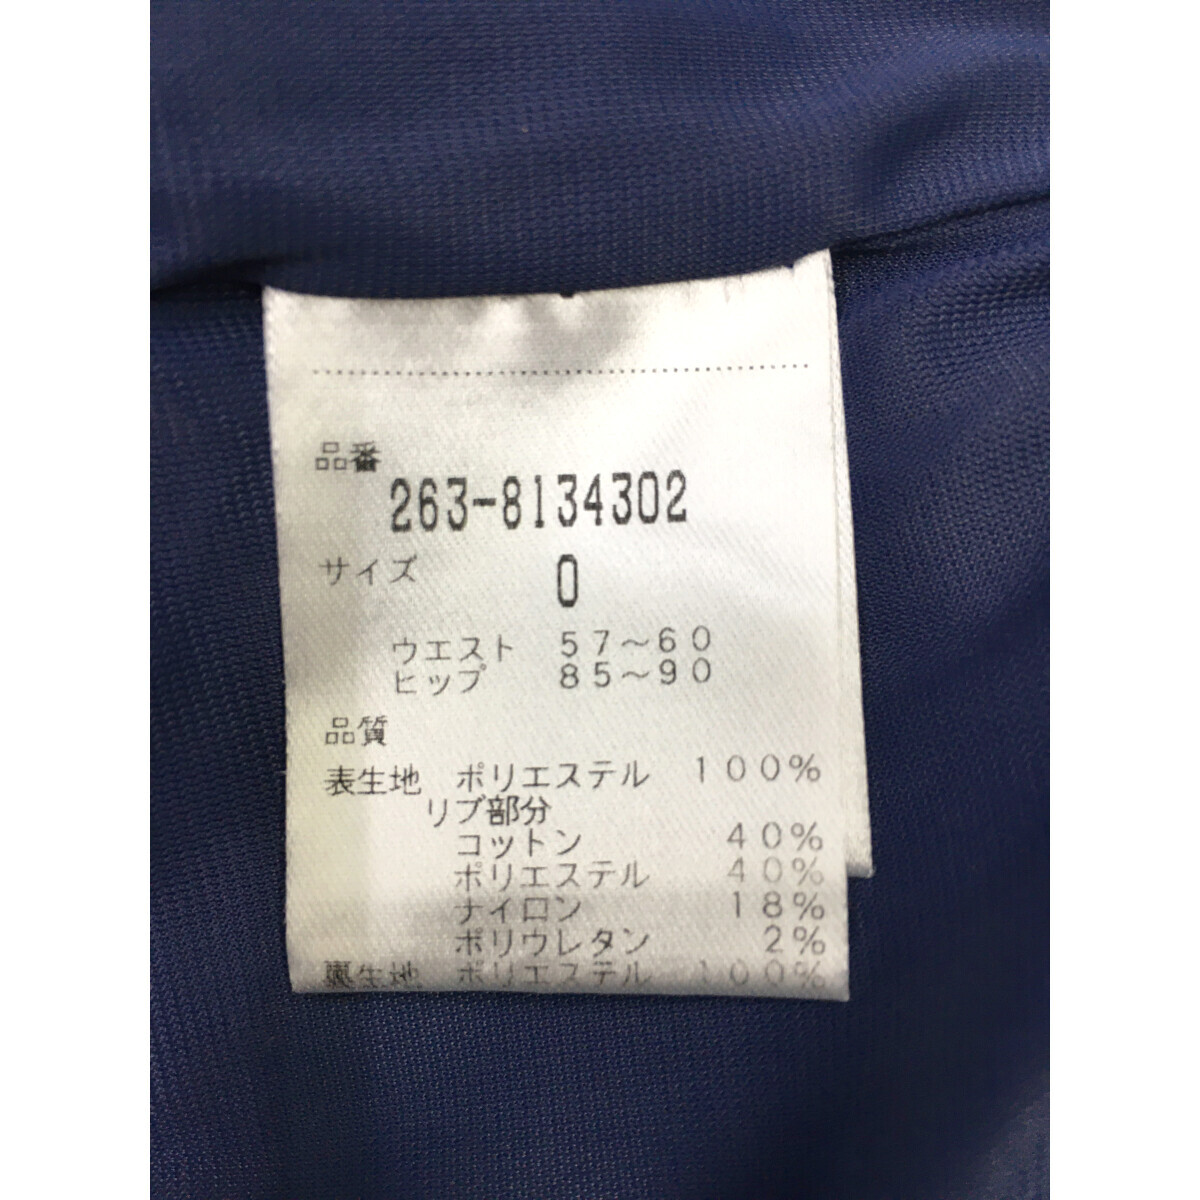 品番
263-8134302
サイズ 0
ウエスト 57～60
ヒップ 85～90
品質
表生地 ポリエステル 100%
リブ部分
コットン 40%
ポリエステル 40%
ナイロン 18%
ポリウレタン 2%
裏生地 ポリエステル 100%